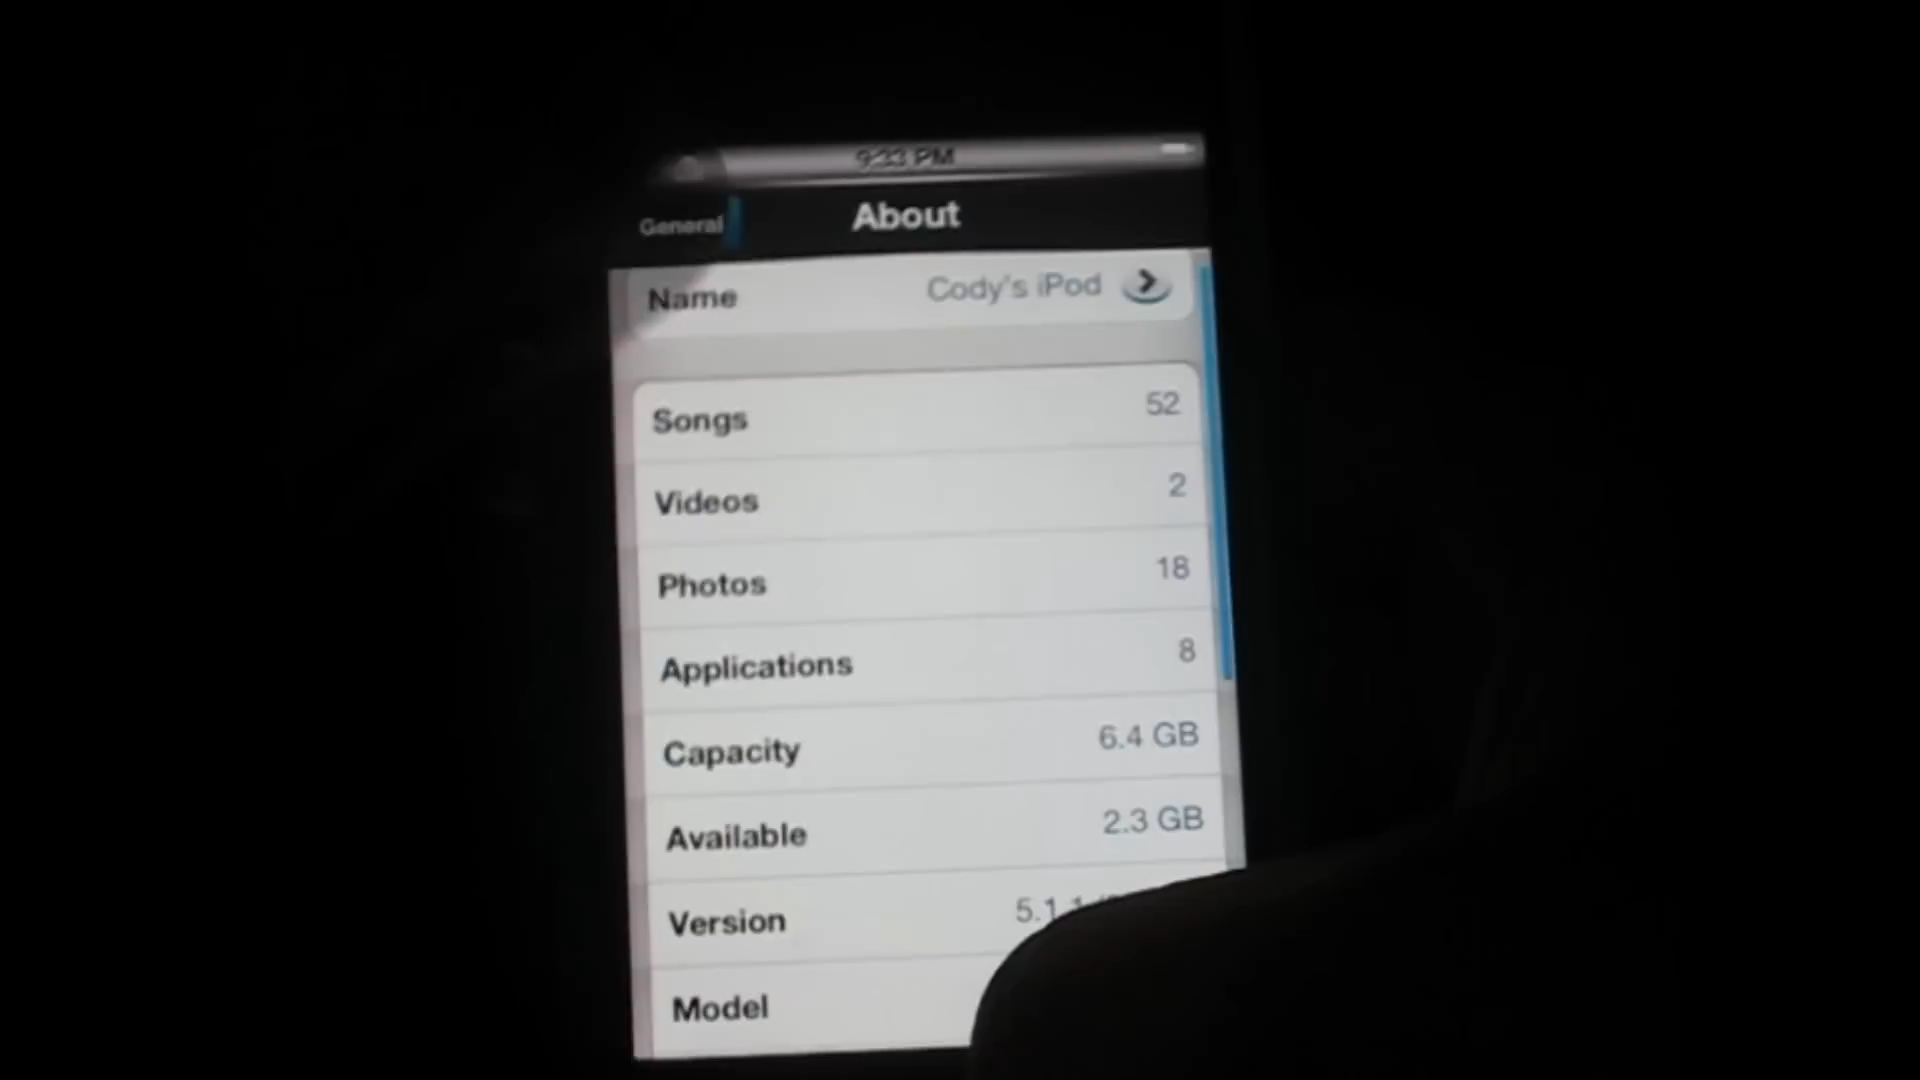 9:33 PM
General
About
Name Cody's iPod
Songs 52
Videos 2
Photos 18
Applications 8
Capacity 6.4 GB
Available 2.3 GB
Version 5.1.1
Model